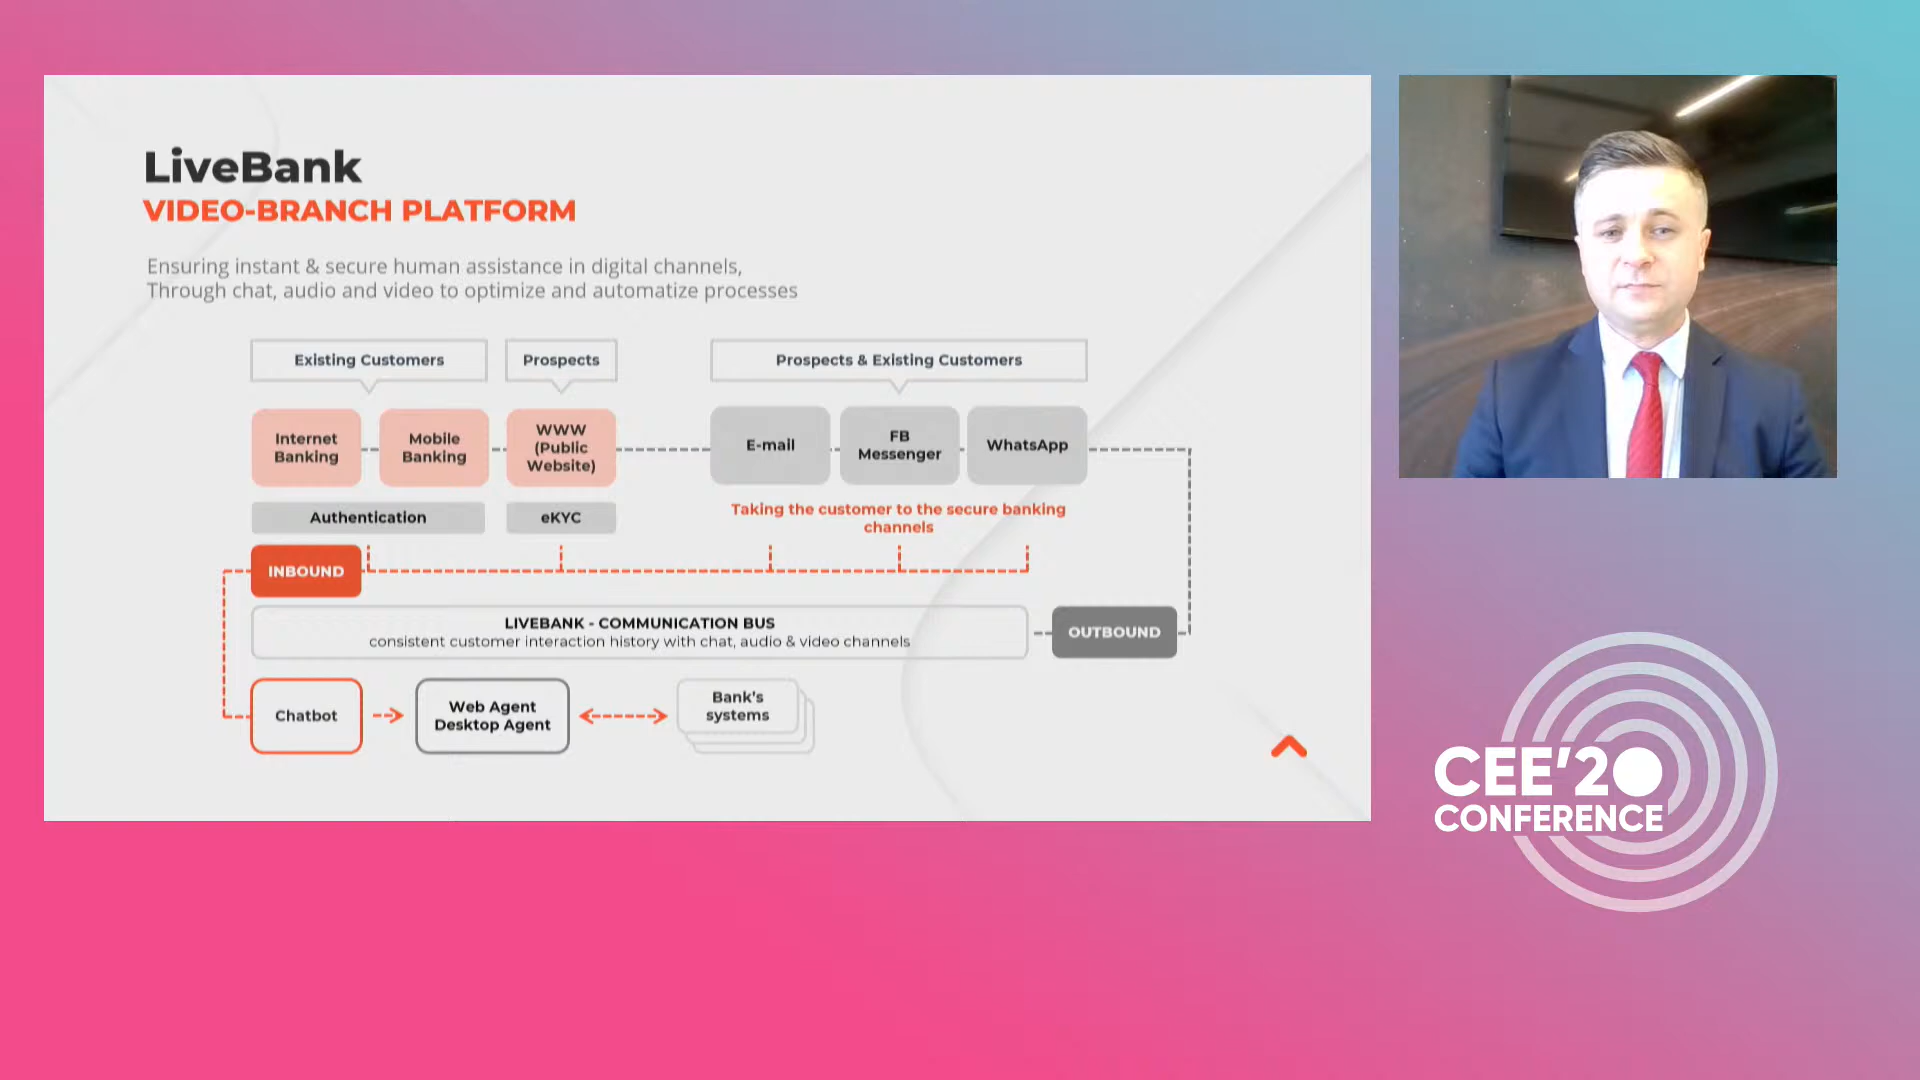 LiveBank
VIDEO-BRANCH PLATFORM
Ensuring instant & secure human assistance in digital channels,
Through chat, audio and video to optimize and automatize processes
Existing Customers
Prospects
Prospects & Existing Customers
Internet
Banking
Mobile
Banking
WWW
(Public
Website)
E-mail
FB
Messenger
WhatsApp
Authentication
eKYC
Taking the customer to the secure banking
channels
INBOUND
LIVEBANK - COMMUNICATION BUS
consistent customer interaction history with chat, audio & video channels
OUTBOUND
Chatbot
Web Agent
Desktop Agent
Bank's
systems
CEE'20
CONFERENCE